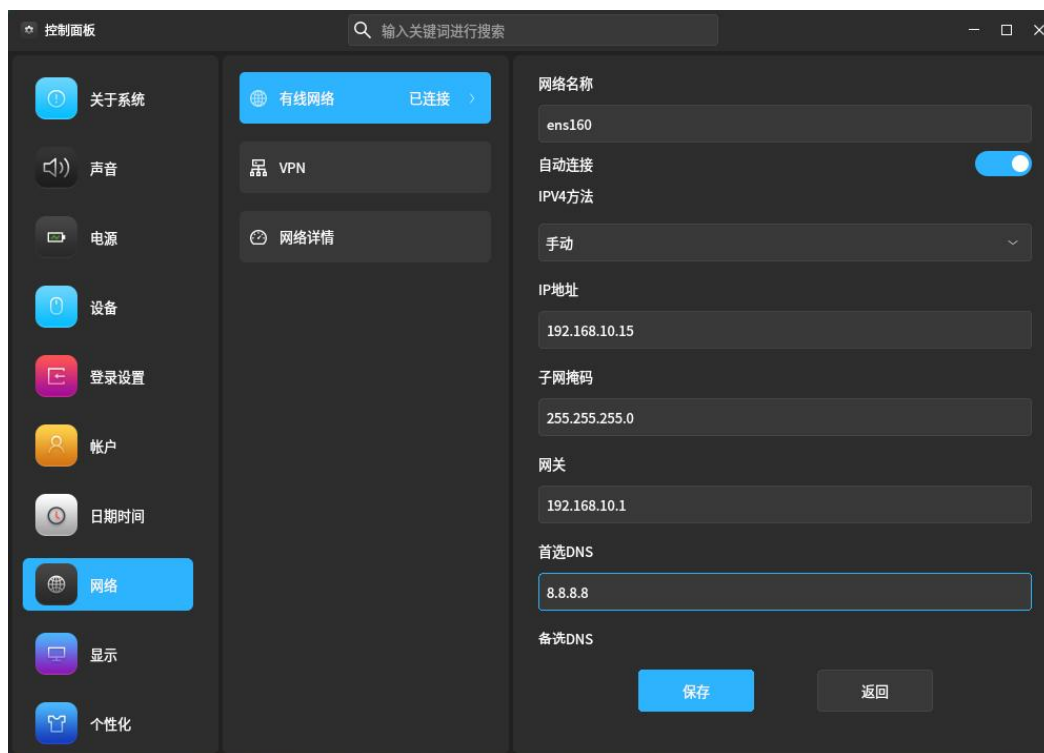 控制面板
输入关键词进行搜索
关于系统
声音
电源
设备
登录设置
帐户
日期时间
网络
显示
个性化
有线网络 已连接
VPN
网络详情
网络名称
ens160
自动连接
IPV4方法
手动
IP地址
192.168.10.15
子网掩码
255.255.255.0
网关
192.168.10.1
首选DNS
8.8.8.8
备选DNS
保存 返回